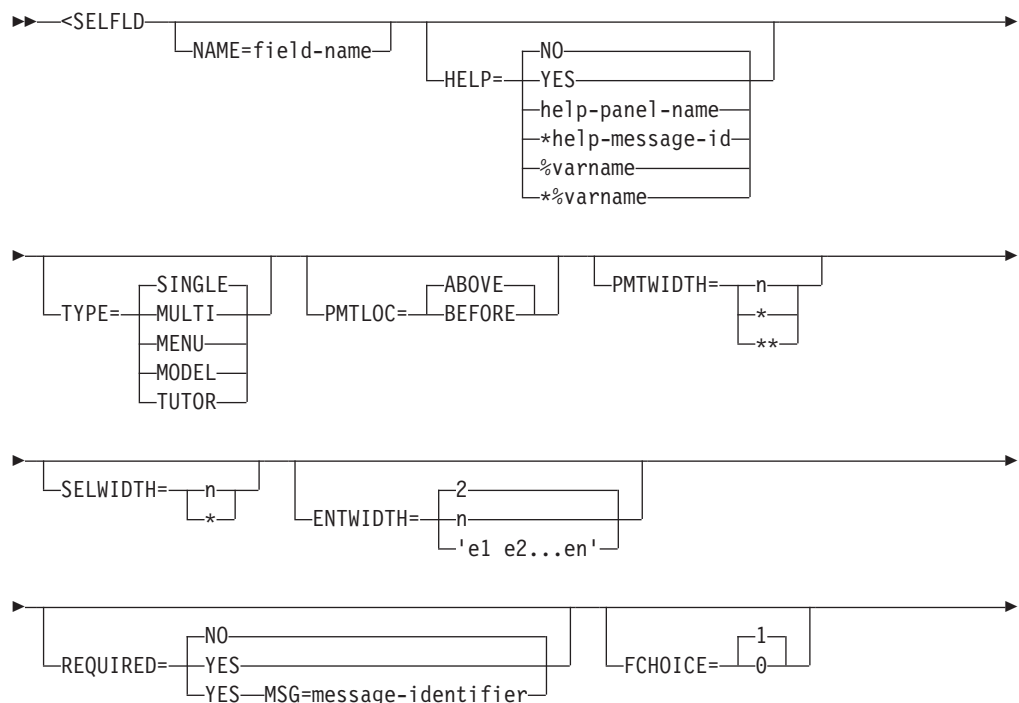 <SELFLD
NAME=field-name
HELP=
NO
YES
help-panel-name
*help-message-id
%varname
*%varname
TYPE=
SINGLE
MULTI
MENU
MODEL
TUTOR
PMTLOC=
ABOVE
BEFORE
PMTWIDTH=
n
*
**
SELWIDTH=
n
*
ENTWIDTH=
2
n
'e1 e2...en'
REQUIRED=
NO
YES
YES MSG=message-identifier
FCHOICE=
1
0